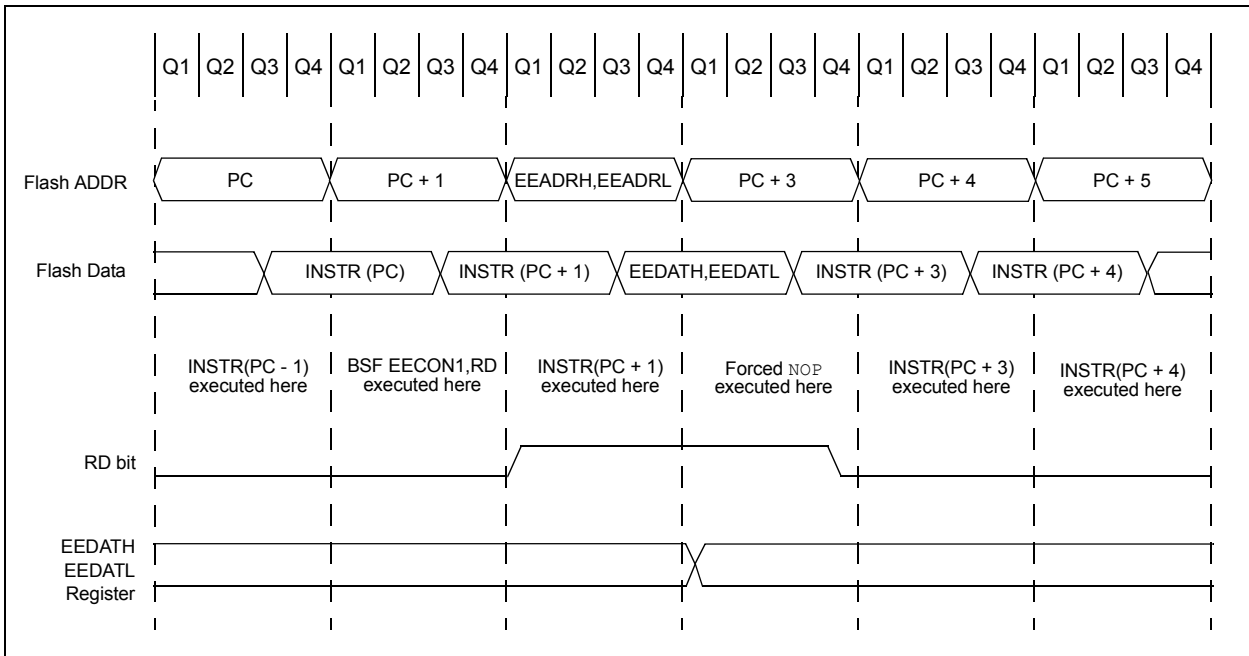 Q1 Q2 Q3 Q4 Q1 Q2 Q3 Q4 Q1 Q2 Q3 Q4 Q1 Q2 Q3 Q4 Q1 Q2 Q3 Q4 Q1 Q2 Q3 Q4
Flash ADDR PC PC + 1 EEADRH,EEADRL PC + 3 PC + 4 PC + 5
Flash Data INSTR (PC) INSTR (PC + 1) EEDATH,EEDATL INSTR (PC + 3) INSTR (PC + 4)
INSTR(PC - 1) BSF EECON1,RD INSTR(PC + 1) Forced NOP INSTR(PC + 3) INSTR(PC + 4)
executed here executed here executed here executed here executed here executed here
RD bit
EEDATH
EEDATL
Register